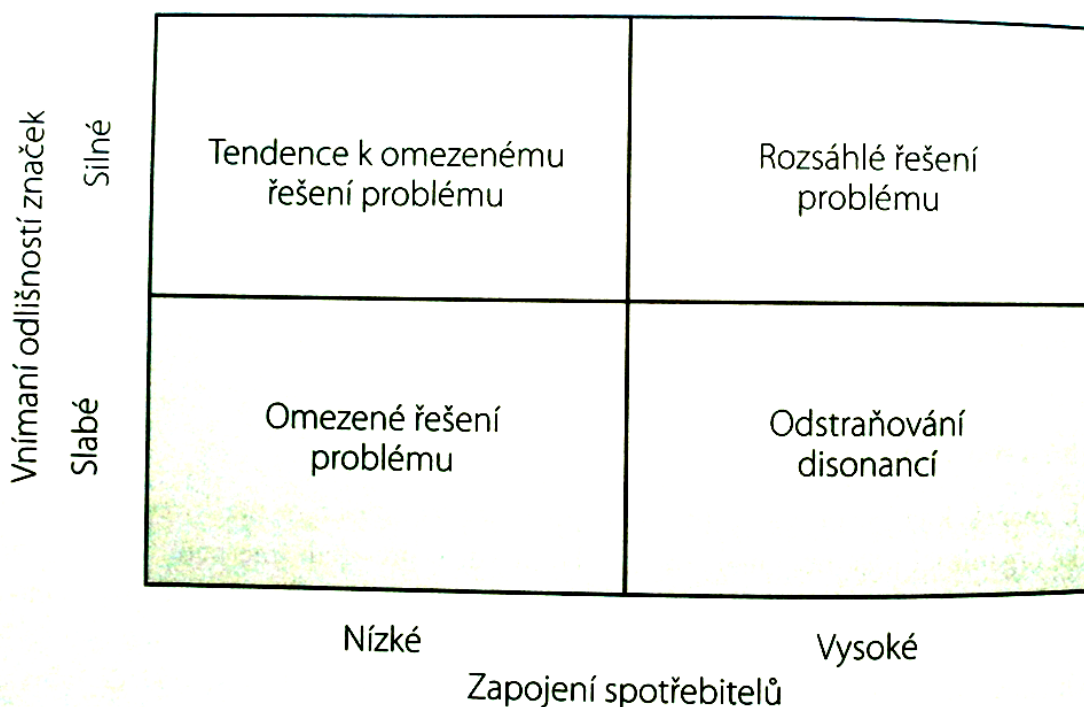 Vnímaní odlišností značek
Silné
Tendence k omezenému
řešení problému
Rozsáhlé řešení
problému
Slabé
Omezené řešení
problému
Odstraňování
disonancí
Nízké
Vysoké
Zapojení spotřebitelů